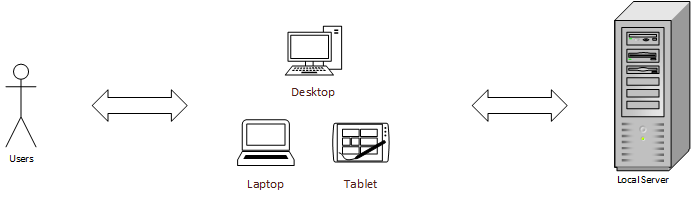 Desktop
Users
Laptop
Tablet
Local Server